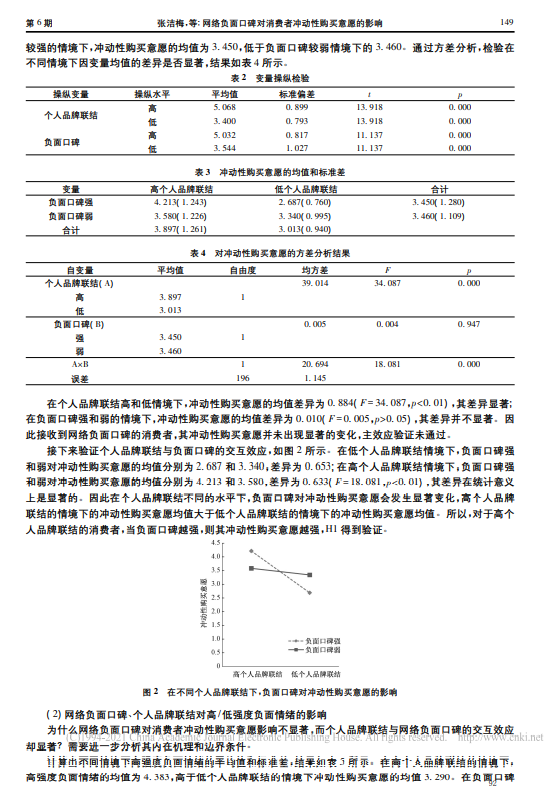 第 6 期 张洁梅,等:网络负面口碑对消费者冲动性购买意愿的影响 149
较强的情境下,冲动性购买意愿的均值为 3. 450,低于负面口碑较弱情境下的 3. 460。通过方差分析,检验在
不同情境下因变量均值的差异是否显著,结果如表 4 所示。
表 2 变量操纵检验
操纵变量 操纵水平 平均值 标准偏差 t p
个人品牌联结 高 5. 068 0. 899 13. 918 0. 000
低 3. 400 0. 793 13. 918 0. 000
负面口碑 高 5. 032 0. 817 11. 137 0. 000
低 3. 544 1. 027 11. 137 0. 000
表 3 冲动性购买意愿的均值和标准差
变量 高个人品牌联结 低个人品牌联结 合计
负面口碑强 4. 213( 1. 243) 2. 687( 0. 760) 3. 450( 1. 280)
负面口碑弱 3. 580( 1. 226) 3. 340( 0. 995) 3. 460( 1. 109)
合计 3. 897( 1. 261) 3. 013( 0. 940)
表 4 对冲动性购买意愿的方差分析结果
自变量 平均值 自由度 均方差 F p
个人品牌联结( A) 39. 014 34. 087 0. 000
高 3. 897 1
低 3. 013
负面口碑( B) 0. 005 0. 004 0. 947
强 3. 450 1
弱 3. 460
A×B 1 20. 694 18. 081 0. 000
误差 196 1. 145
在个人品牌联结高和低情境下,冲动性购买意愿的均值差异为 0. 884( F = 34. 087,p<0. 01) ,其差异显著;
在负面口碑强和弱的情境下,冲动性购买意愿的均值差异为 0. 010( F = 0. 005,p>0. 05) ,其差异并不显著。因
此接收到网络负面口碑的消费者,其冲动性购买意愿并未出现显著的变化,主效应验证未通过。
接下来验证个人品牌联结与负面口碑的交互效应,如图 2 所示。在低个人品牌联结情境下,负面口碑强
和弱对冲动性购买意愿的均值分别为 2. 687 和 3. 340,差异为 0. 653;在高个人品牌联结情境下,负面口碑强
和弱对冲动性购买意愿的均值分别为 4. 213 和 3. 580,差异为 0. 633( F = 18. 081,p<0. 01) ,其差异在统计意义
上是显著的。因此在个人品牌联结不同的水平下,负面口碑对冲动性购买意愿会发生显著变化,高个人品牌
联结的情境下的冲动性购买意愿均值大于低个人品牌联结的情境下的冲动性购买意愿均值。所以,对于高个
人品牌联结的消费者,当负面口碑越强,则其冲动性购买意愿越强,H1 得到验证。
4.5
4.0
3.5
3.0
2.5
2.0
1.5
1.0
0.5
0
冲动性购买意愿
负面口碑强
负面口碑弱
高个人品牌联结 低个人品牌联结
图 2 在不同个人品牌联结下,负面口碑对冲动性购买意愿的影响
( 2) 网络负面口碑、个人品牌联结对高/低强度负面情绪的影响
为什么网络负面口碑对消费者冲动性购买意愿影响不显著,而个人品牌联结与网络负面口碑的交互效应
(C)1994-2021 China Academic Journal Electronic Publishing House. All rights reserved. http://www.cnki.net
却显著? 需要进一步分析其内在机理和边界条件。
计算出不同情境下高强度负面情绪的平均值和标准差,结果如表 5 所示。在高个人品牌联结的情境下,
高强度负面情绪的均值为 4. 383,高于低个人品牌联结的情境下冲动性购买意愿的均值 3. 290。在负面口碑
92